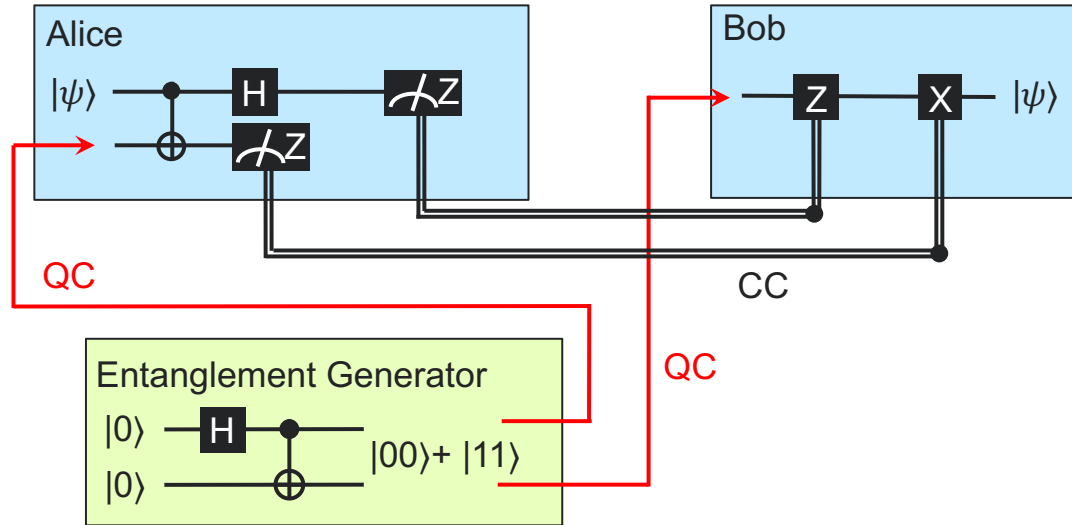 Alice
Bob
|ψ⟩ H Z
Z X |ψ⟩
Z
QC
CC
QC
Entanglement Generator
|0⟩ H
|00⟩+ |11⟩
|0⟩